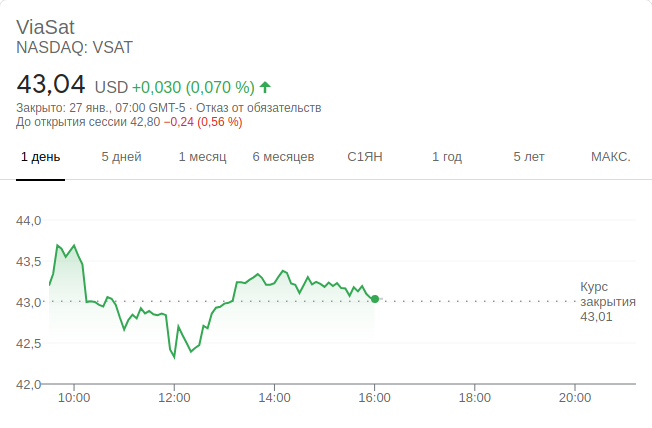 ViaSat
NASDAQ: VSAT
43,04 USD +0,030 (0,070 %)
Закрыто: 27 янв., 07:00 GMT-5 · Отказ от обязательств
До открытия сессии 42,80 −0,24 (0,56 %)
1 день 5 дней 1 месяц 6 месяцев С1ЯН 1 год 5 лет МАКС.
44,0
43,5
43,0
42,5
42,0
Курс
закрытия
43,01
10:00 12:00 14:00 16:00 18:00 20:00